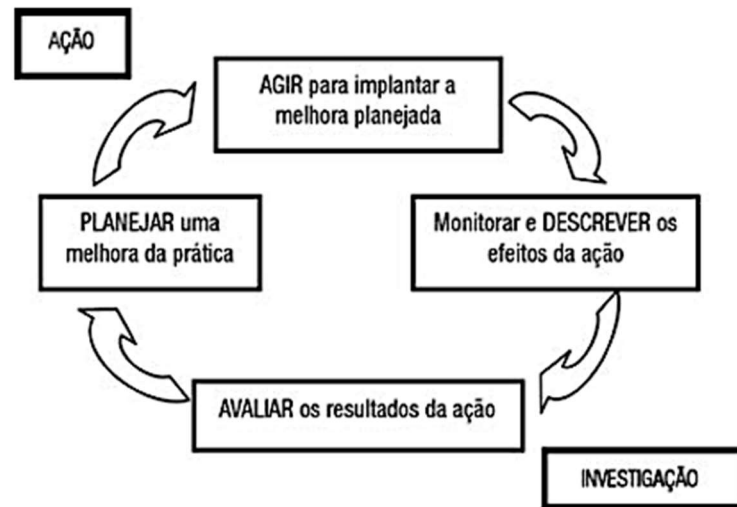 AÇÃO
AGIR para implantar a
melhora planejada
PLANEJAR uma
melhora da prática
Monitorar e DESCREVER os
efeitos da ação
AVALIAR os resultados da ação
INVESTIGAÇÃO